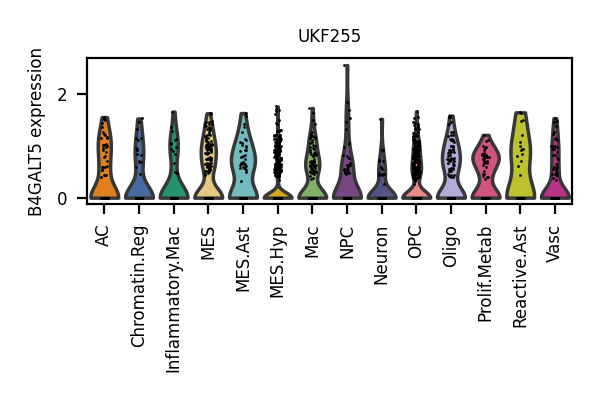 UKF255
B4GALT5 expression
2
0
AC
Chromatin.Reg
Inflammatory.Mac
MES
MES.Ast
MES.Hyp
Mac
NPC
Neuron
OPC
Oligo
Prolif.Metab
Reactive.Ast
Vasc